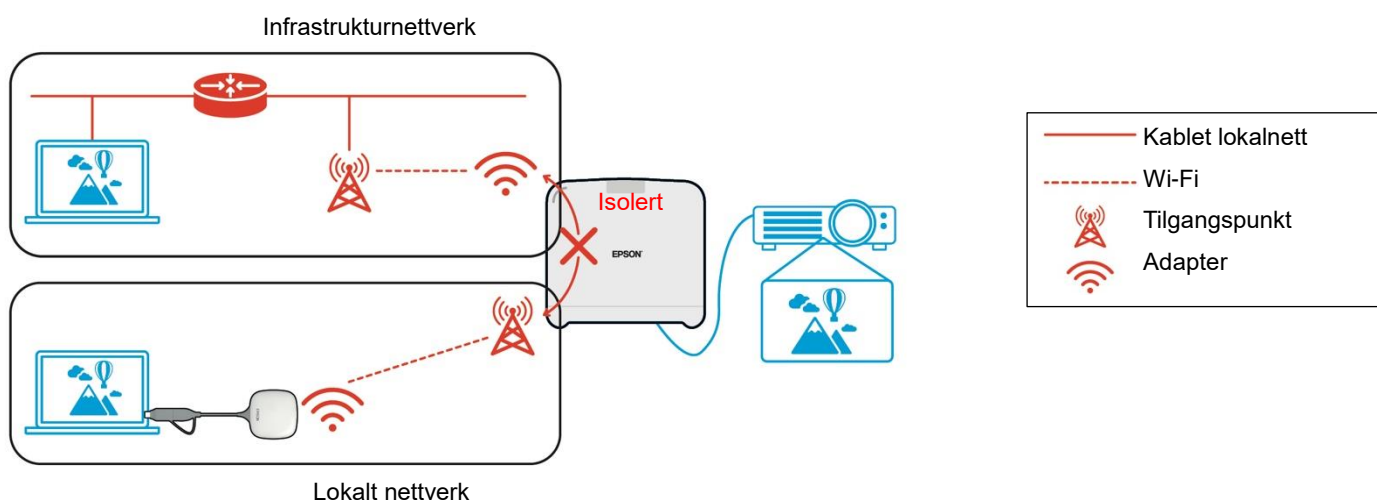 Infrastrukturnettverk
Isolert
EPSON
Lokalt nettverk
Kablet lokalnett
Wi-Fi
Tilgangspunkt
Adapter